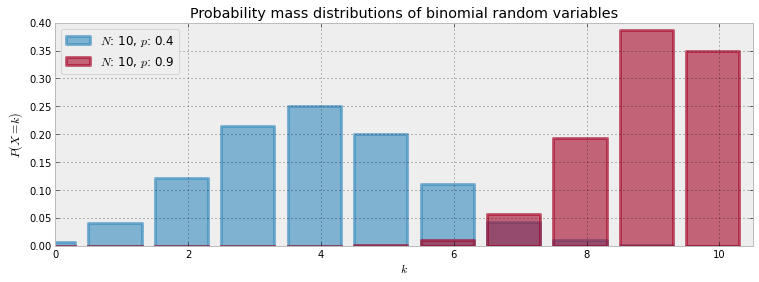 Probability mass distributions of binomial random variables
N: 10, p: 0.4
N: 10, p: 0.9
P(X = k)
0.40
0.35
0.30
0.25
0.20
0.15
0.10
0.05
0.00
0 2 4 6 8 10
k